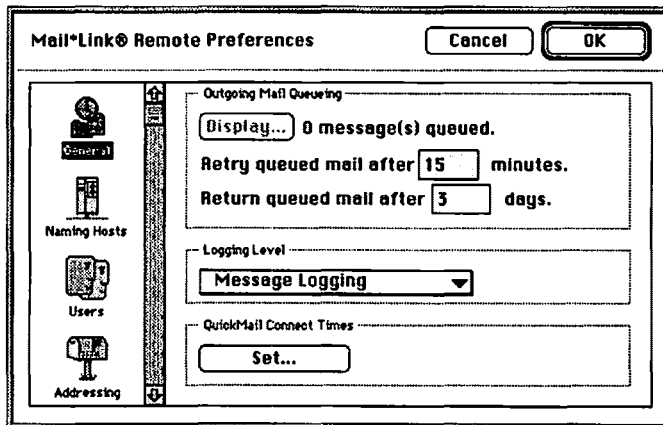 Mail*Link® Remote Preferences
Cancel
OK
General
Naming Hosts
Users
Addressing
Outgoing Mail Queueing
Display... 0 message(s) queued.
Retry queued mail after 15 minutes.
Return queued mail after 3 days.
Logging Level
Message Logging
QuickMail Connect Times
Set...